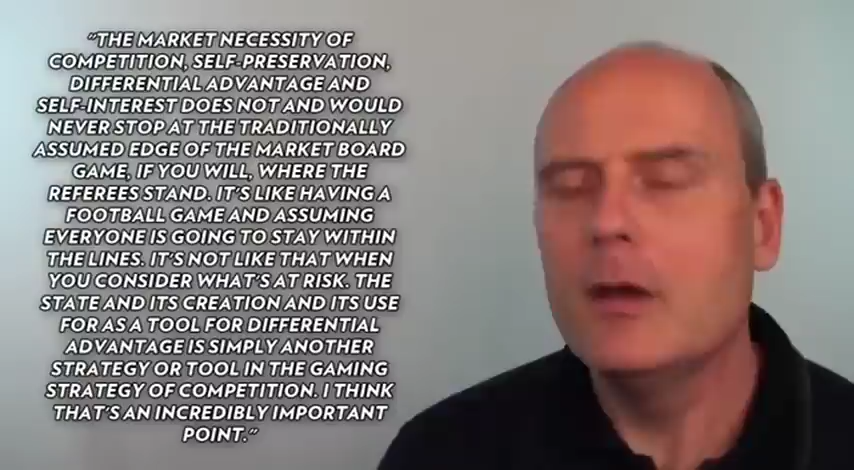 "THE MARKET NECESSITY OF
COMPETITION, SELF-PRESERVATION,
DIFFERENTIAL ADVANTAGE AND
SELF-INTEREST DOES NOT AND WOULD
NEVER STOP AT THE TRADITIONALLY
ASSUMED EDGE OF THE MARKET BOARD
GAME, IF YOU WILL, WHERE THE
REFEREES STAND. IT'S LIKE HAVING A
FOOTBALL GAME AND ASSUMING
EVERYONE IS GOING TO STAY WITHIN
THE LINES. IT'S NOT LIKE THAT WHEN
YOU CONSIDER WHAT'S AT RISK. THE
STATE AND ITS CREATION AND ITS USE
FOR AS A TOOL FOR DIFFERENTIAL
ADVANTAGE IS SIMPLY ANOTHER
STRATEGY OR TOOL IN THE GAMING
STRATEGY OF COMPETITION. I THINK
THAT'S AN INCREDIBLY IMPORTANT
POINT."